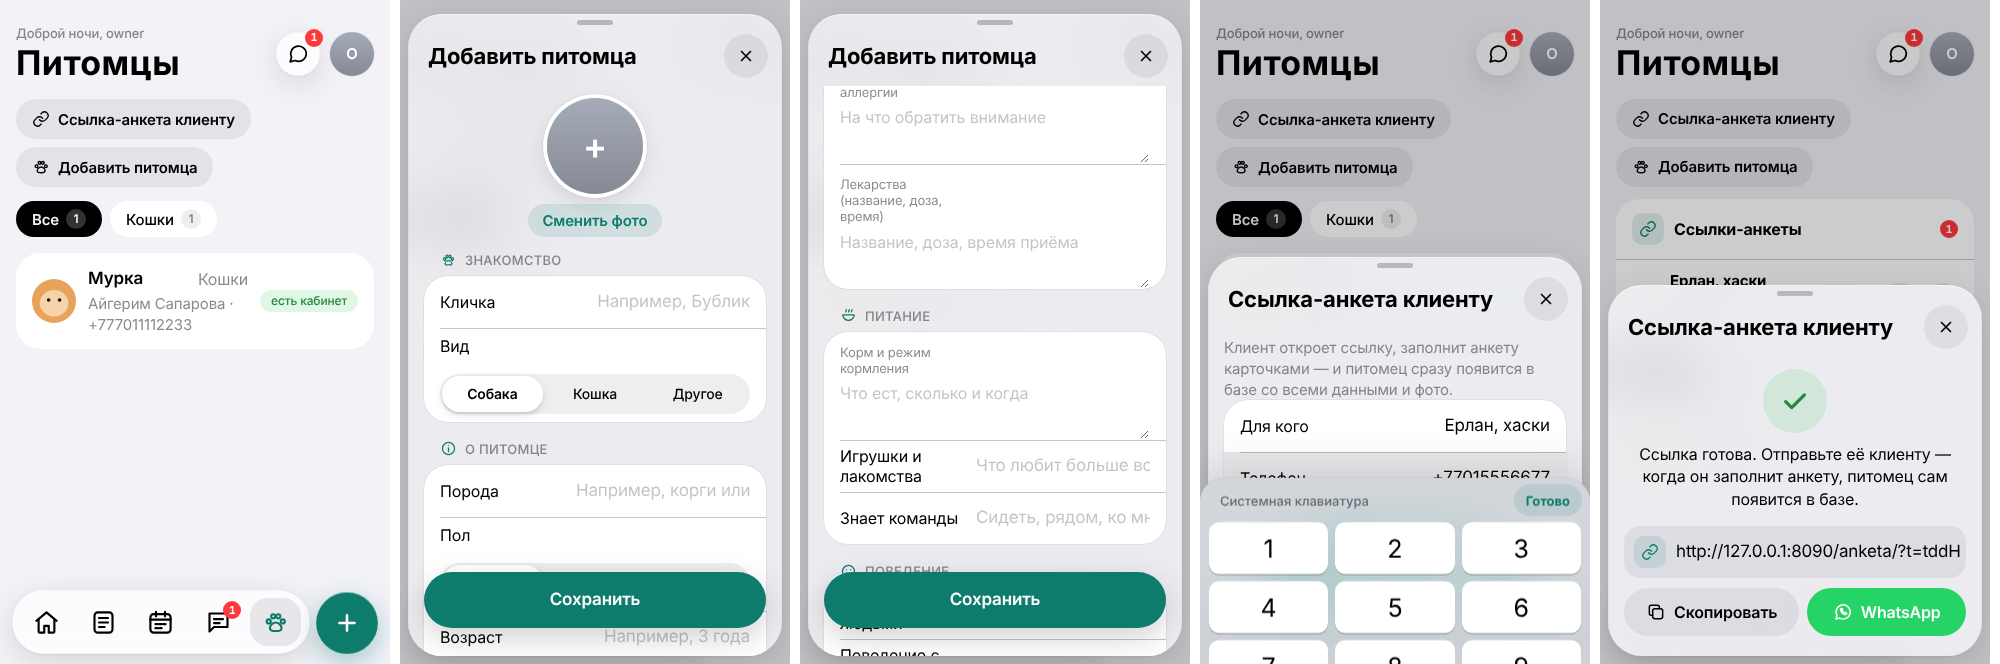 Доброй ночи, owner
Питомцы
1
O
Ссылка-анкета клиенту
Добавить питомца
Все 1
Кошки 1
Мурка
Кошки
Айгерим Сапарова ·
+777011112233
есть кабинет
1
+
Добавить питомца
+
Сменить фото
ЗНАКОМСТВО
Кличка
Например, Бублик
Вид
Собака
Кошка
Другое
О ПИТОМЦЕ
Порода
Например, корги или
Пол
Сохранить
Возраст
Например, 3 года
Добавить питомца
аллергии
На что обратить внимание
Лекарства
(название, доза,
время)
Название, доза, время приёма
ПИТАНИЕ
Корм и режим
кормления
Что ест, сколько и когда
Игрушки и
лакомства
Что любит больше вс
Знает команды
Сидеть, рядом, ко мн
ПОВЕДЕНИЕ
Сохранить
людьми
Поведение с
Доброй ночи, owner
Питомцы
1
O
Ссылка-анкета клиенту
Добавить питомца
Все 1
Кошки 1
Ссылка-анкета клиенту
Клиент откроет ссылку, заполнит анкету
карточками — и питомец сразу появится в
базе со всеми данными и фото.
Для кого
Ерлан, хаски
Телефон
+77015556677
Системная клавиатура
Готово
1
2
3
4
5
6
7
8
9
Доброй ночи, owner
Питомцы
1
O
Ссылка-анкета клиенту
Добавить питомца
Ссылки-анкеты
1
Ерлан, хаски
Ссылка-анкета клиенту
Ссылка готова. Отправьте её клиенту —
когда он заполнит анкету, питомец сам
появится в базе.
http://127.0.0.1:8090/anketa/?t=tddH
Скопировать
WhatsApp